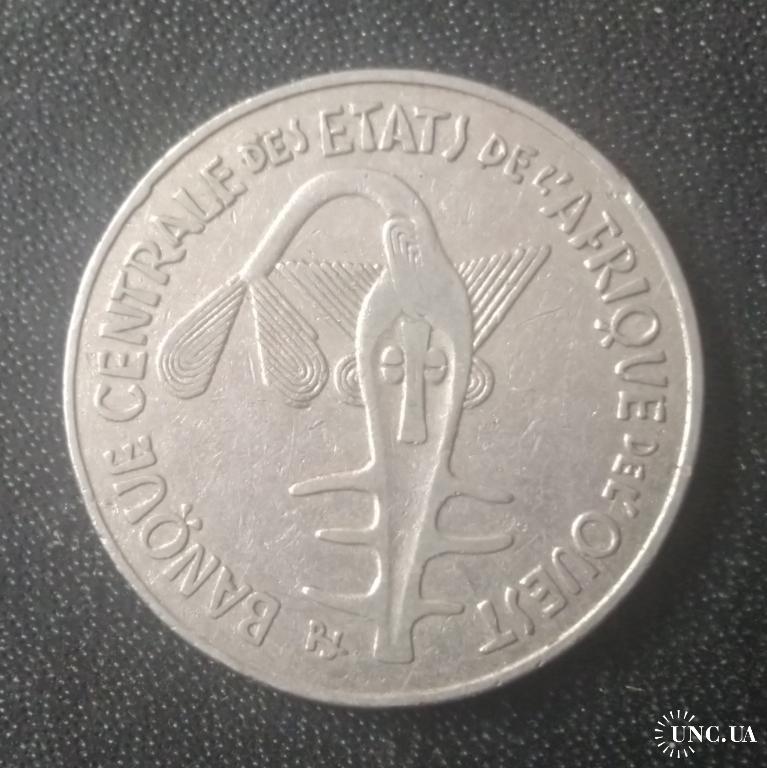 BANQUE CENTRALE DES ETATS DE L'AFRIQUE DE L'OUEST
UNC.UA